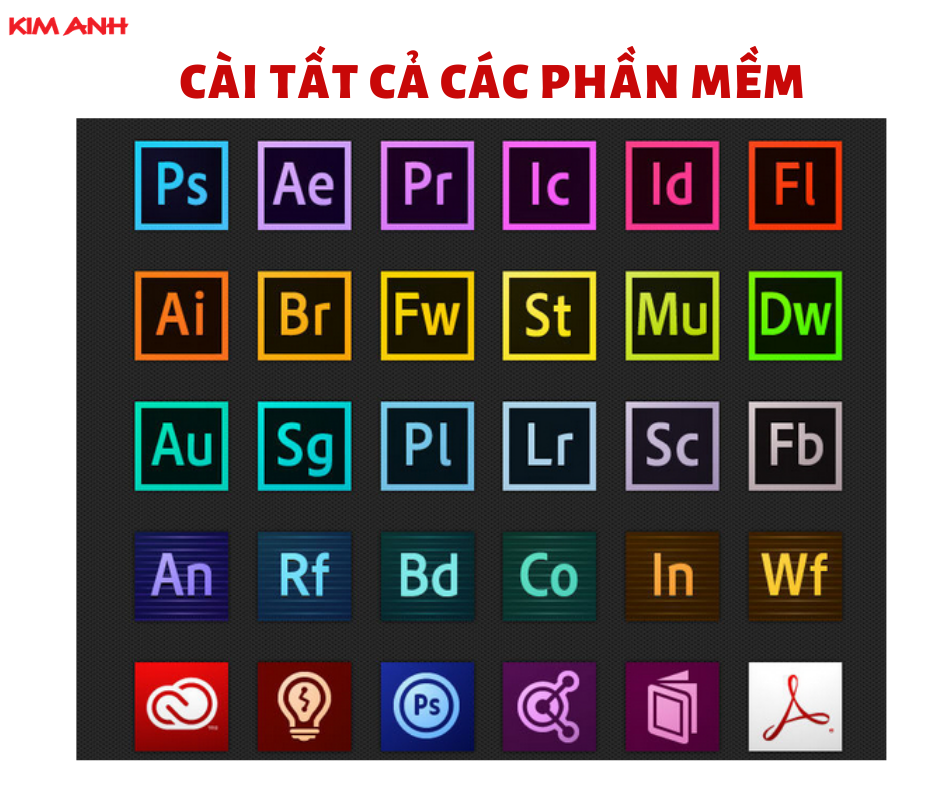 KIM ANH
CÀI TẤT CẢ CÁC PHẦN MỀM
Ps Ae Pr Ic Id Fl
Ai Br Fw St Mu Dw
Au Sg Pl Lr Sc Fb
An Rf Bd Co In Wf
Ps